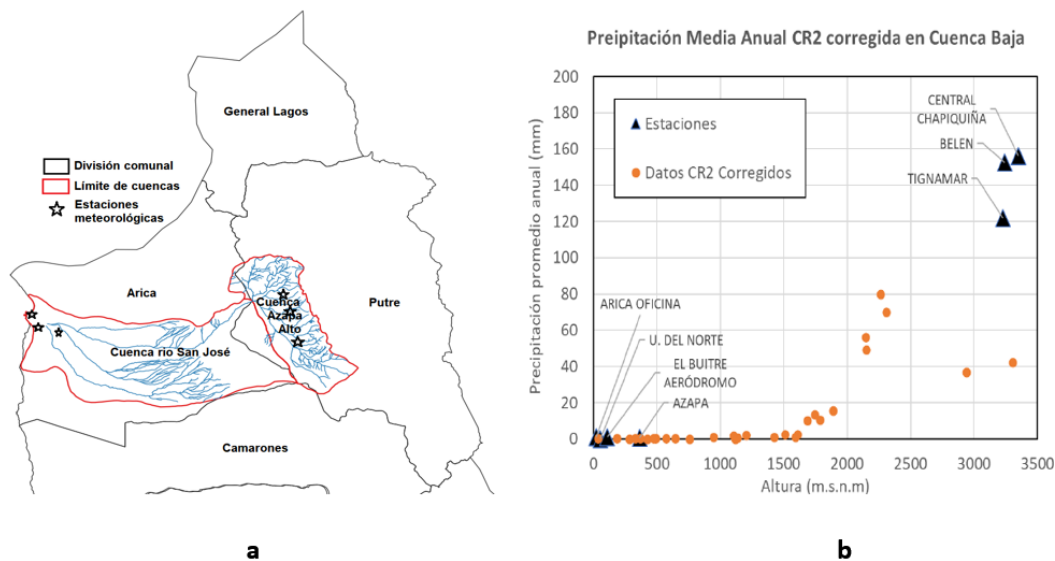 General Lagos
División comunal
Límite de cuencas
Estaciones
meteorológicas
Arica
Putre
Cuenca
Azapa
Alto
Cuenca río San José
Camarones
a
Preipitación Media Anual CR2 corregida en Cuenca Baja
Precipitación promedio anual (mm)
200
180
160
140
120
100
80
60
40
20
0
Estaciones
Datos CR2 Corregidos
CENTRAL
CHAPIQUIÑA
BELEN
TIGNAMAR
ARICA OFICINA
U. DEL NORTE
EL BUITRE
AERÓDROMO
AZAPA
0 500 1000 1500 2000 2500 3000 3500
Altura (m.s.n.m)
b